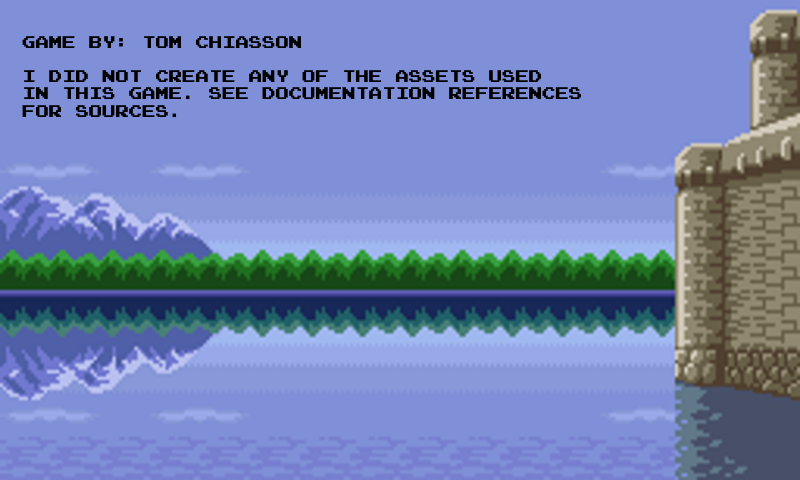 GAME BY: TOM CHIASSON
I DID NOT CREATE ANY OF THE ASSETS USED
IN THIS GAME. SEE DOCUMENTATION REFERENCES
FOR SOURCES.